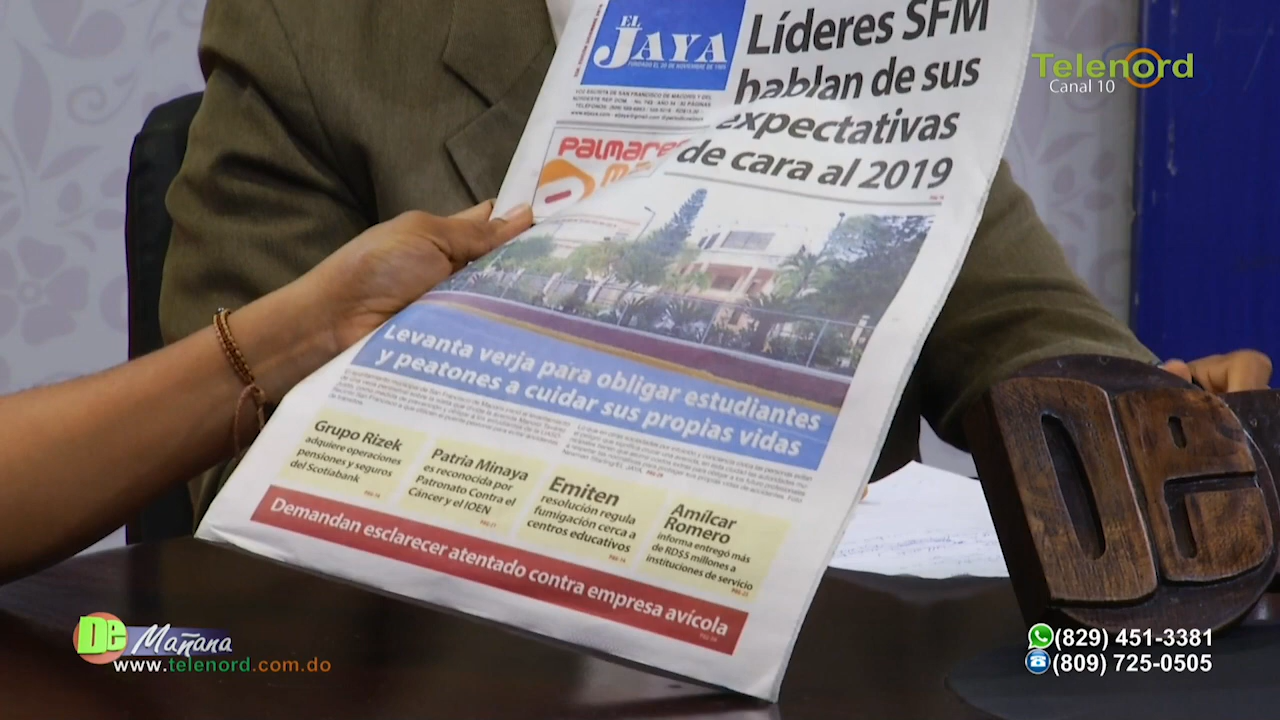 EL
JAYA
Líderes SFM
hablan de sus
expectativas
de cara al 2019
Telenord
Canal 10
Palmares
Levanta verja para obligar estudiantes
y peatones a cuidar sus propias vidas
Grupo Rizek
adquiere operaciones
pensiones y seguros
del Scotiabank
Patria Minaya
es reconocida por
Patronato Contra el
Cáncer y el IOEN
Emiten
resolución regula
fumigación cerca a
centros educativos
Amílcar
Romero
informa entregó más
de RD$5 millones a
instituciones de servicio
Demandan esclarecer atentado contra empresa avícola
De
De Mañana
www.telenord.com.do
(829) 451-3381
(809) 725-0505